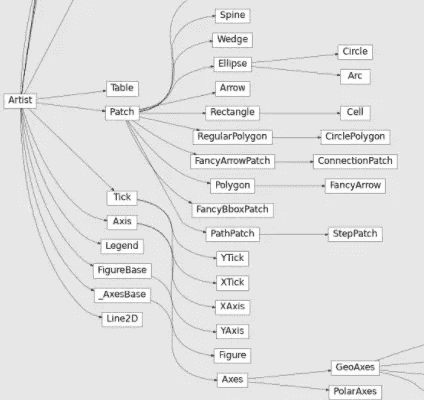 Spine
Wedge
Ellipse
Circle
Arc
Table
Arrow
Artist
Patch
Rectangle
Cell
RegularPolygon
CirclePolygon
FancyArrowPatch
ConnectionPatch
Polygon
FancyArrow
Tick
FancyBboxPatch
Axis
PathPatch
StepPatch
Legend
YTick
FigureBase
XTick
_AxesBase
XAxis
Line2D
YAxis
Figure
GeoAxes
Axes
PolarAxes